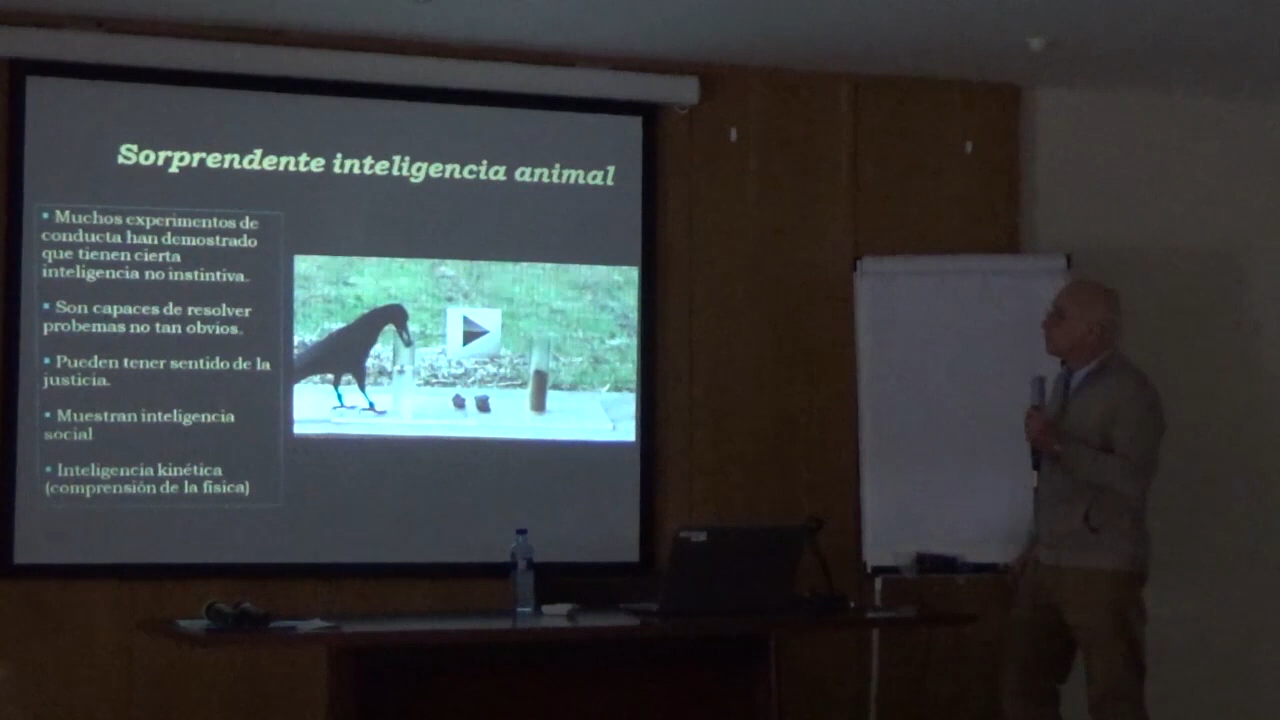 Sorprendente inteligencia animal
▪ Muchos experimentos de
conducta han demostrado
que tienen cierta
inteligencia no instintiva.
▪ Son capaces de resolver
probemas no tan obvios.
▪ Pueden tener sentido de la
justicia.
▪ Muestran inteligencia
social
▪ Inteligencia kinética
(comprensión de la física)